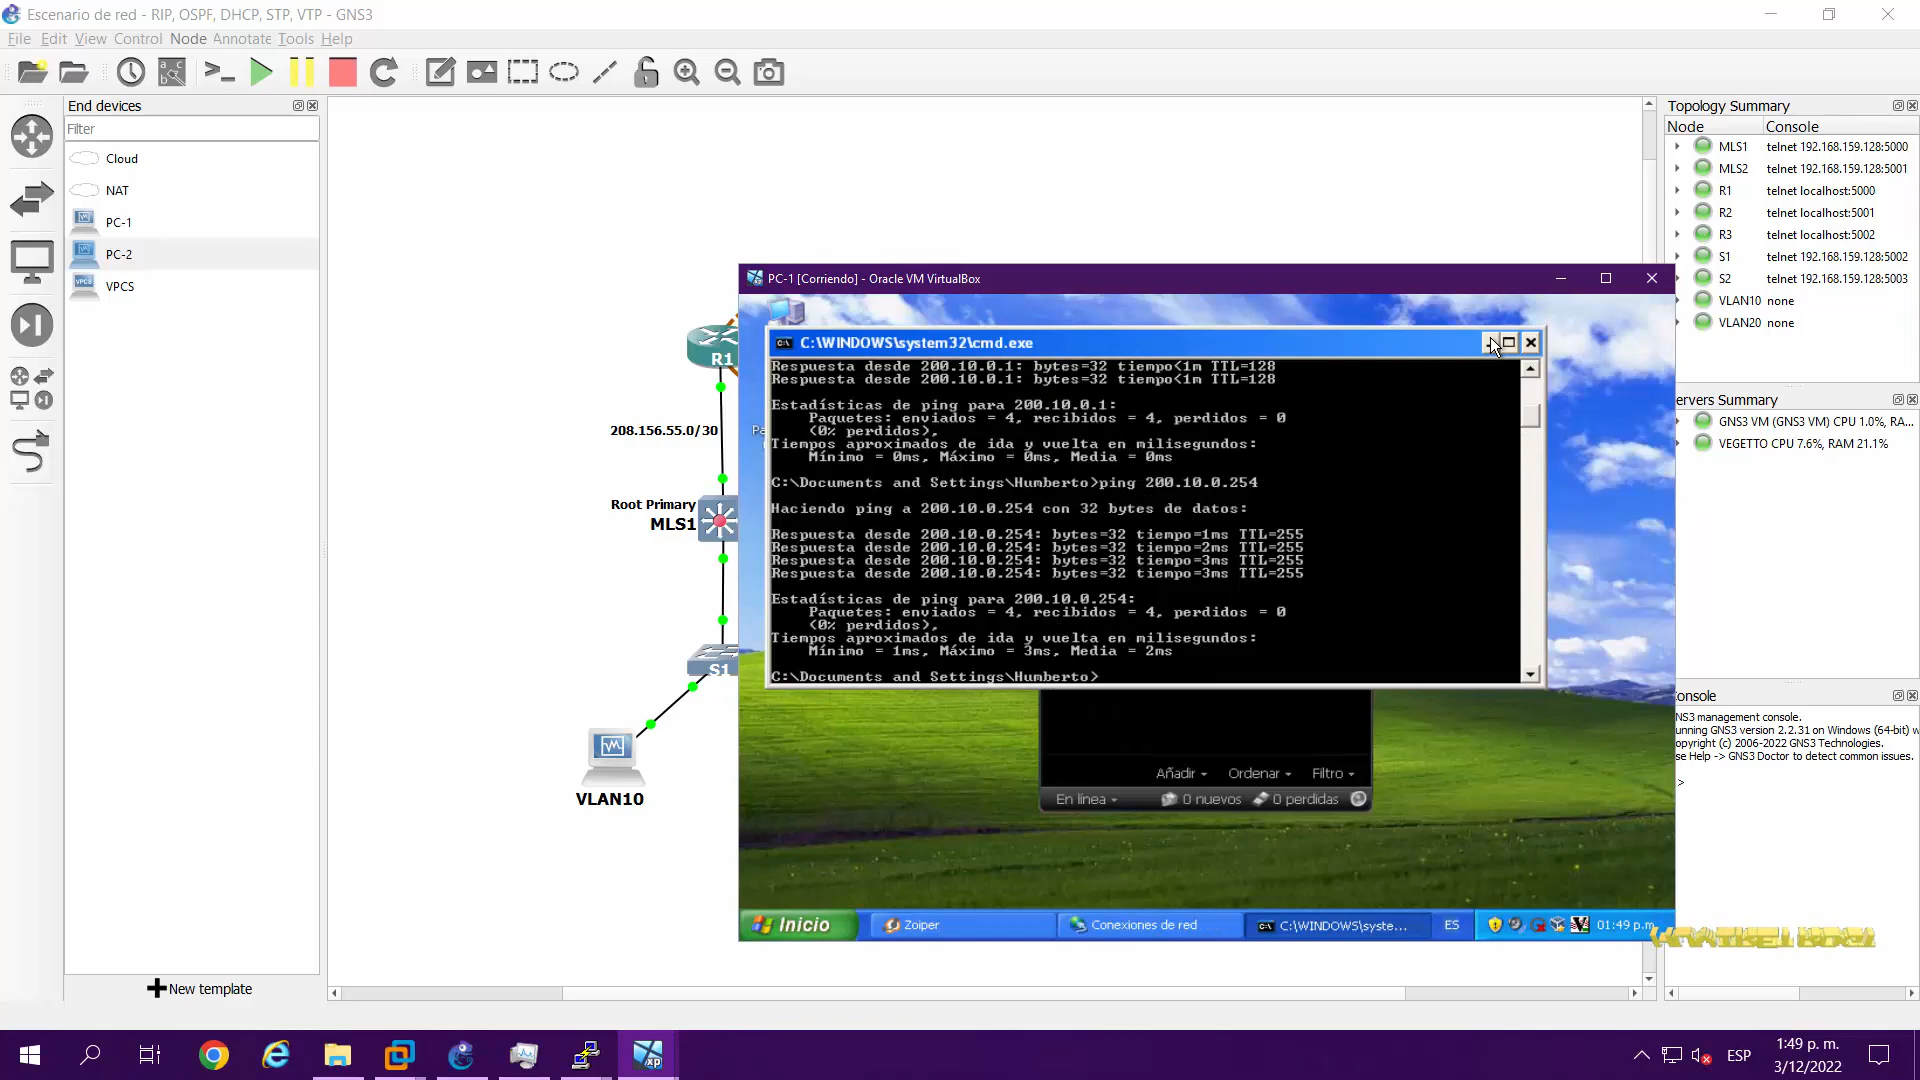 Escenario de red - RIP, OSPF, DHCP, STP, VTP - GNS3
File Edit View Control Node Annotate Tools Help
End devices
Filter
Cloud
NAT
PC-1
PC-2
VPCS
New template
R1
208.156.55.0/30
Root Primary
MLS1
S1
VLAN10
PC-1 [Corriendo] - Oracle VM VirtualBox
C:\WINDOWS\system32\cmd.exe
Respuesta desde 200.10.0.1: bytes=32 tiempo<1m TTL=128
Respuesta desde 200.10.0.1: bytes=32 tiempo<1m TTL=128
Estadísticas de ping para 200.10.0.1:
Paquetes: enviados = 4, recibidos = 4, perdidos = 0
(0% perdidos),
Tiempos aproximados de ida y vuelta en milisegundos:
Mínimo = 0ms, Máximo = 0ms, Media = 0ms
C:\Documents and Settings\Humberto>ping 200.10.0.254
Haciendo ping a 200.10.0.254 con 32 bytes de datos:
Respuesta desde 200.10.0.254: bytes=32 tiempo=1ms TTL=255
Respuesta desde 200.10.0.254: bytes=32 tiempo=2ms TTL=255
Respuesta desde 200.10.0.254: bytes=32 tiempo=3ms TTL=255
Respuesta desde 200.10.0.254: bytes=32 tiempo=3ms TTL=255
Estadísticas de ping para 200.10.0.254:
Paquetes: enviados = 4, recibidos = 4, perdidos = 0
(0% perdidos),
Tiempos aproximados de ida y vuelta en milisegundos:
Mínimo = 1ms, Máximo = 3ms, Media = 2ms
C:\Documents and Settings\Humberto>
Añadir Ordenar Filtro
En línea 0 nuevos 0 perdidas
Inicio Zoiper Conexiones de red C:\WINDOWS\syste... ES 01:49 p.m.
Topology Summary
Node Console
MLS1 telnet 192.168.159.128:5000
MLS2 telnet 192.168.159.128:5001
R1 telnet localhost:5000
R2 telnet localhost:5001
R3 telnet localhost:5002
S1 telnet 192.168.159.128:5002
S2 telnet 192.168.159.128:5003
VLAN10 none
VLAN20 none
ervers Summary
GNS3 VM (GNS3 VM) CPU 1.0%, RA...
VEGETTO CPU 7.6%, RAM 21.1%
onsole
NS3 management console.
unning GNS3 version 2.2.31 on Windows (64-bit) w
opyright (c) 2006-2022 GNS3 Technologies.
se Help -> GNS3 Doctor to detect common issues.
>
ESP
1:49 p. m.
3/12/2022